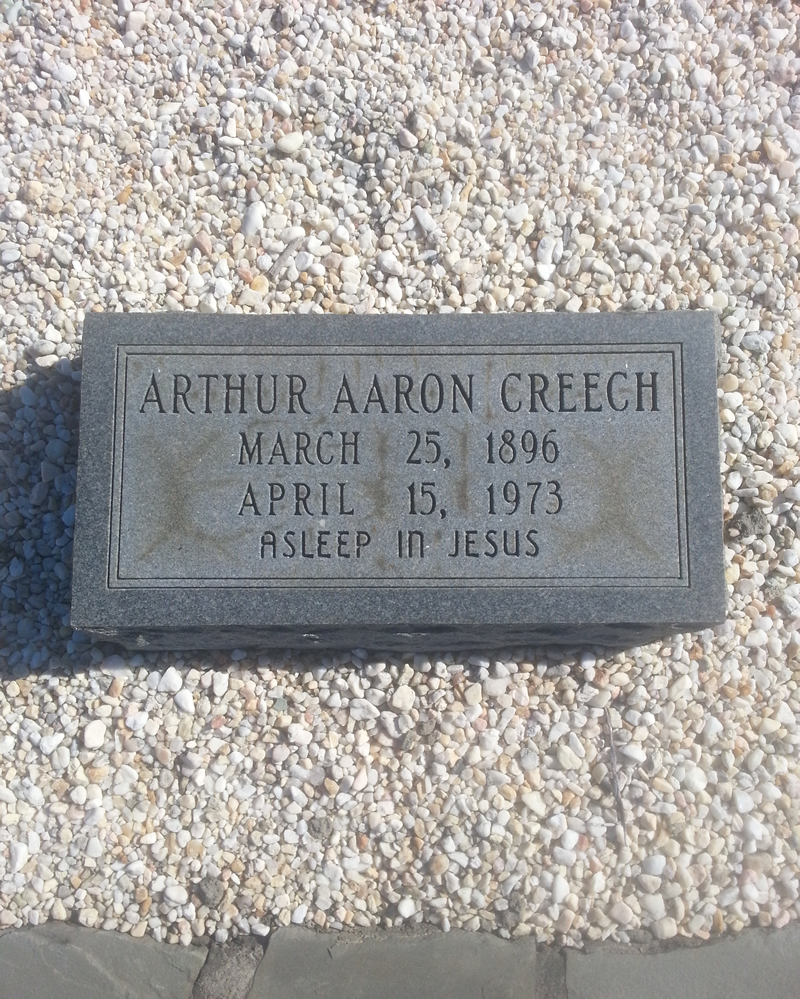 ARTHUR AARON CREECH
MARCH 25, 1896
APRIL 15, 1973
ASLEEP IN JESUS